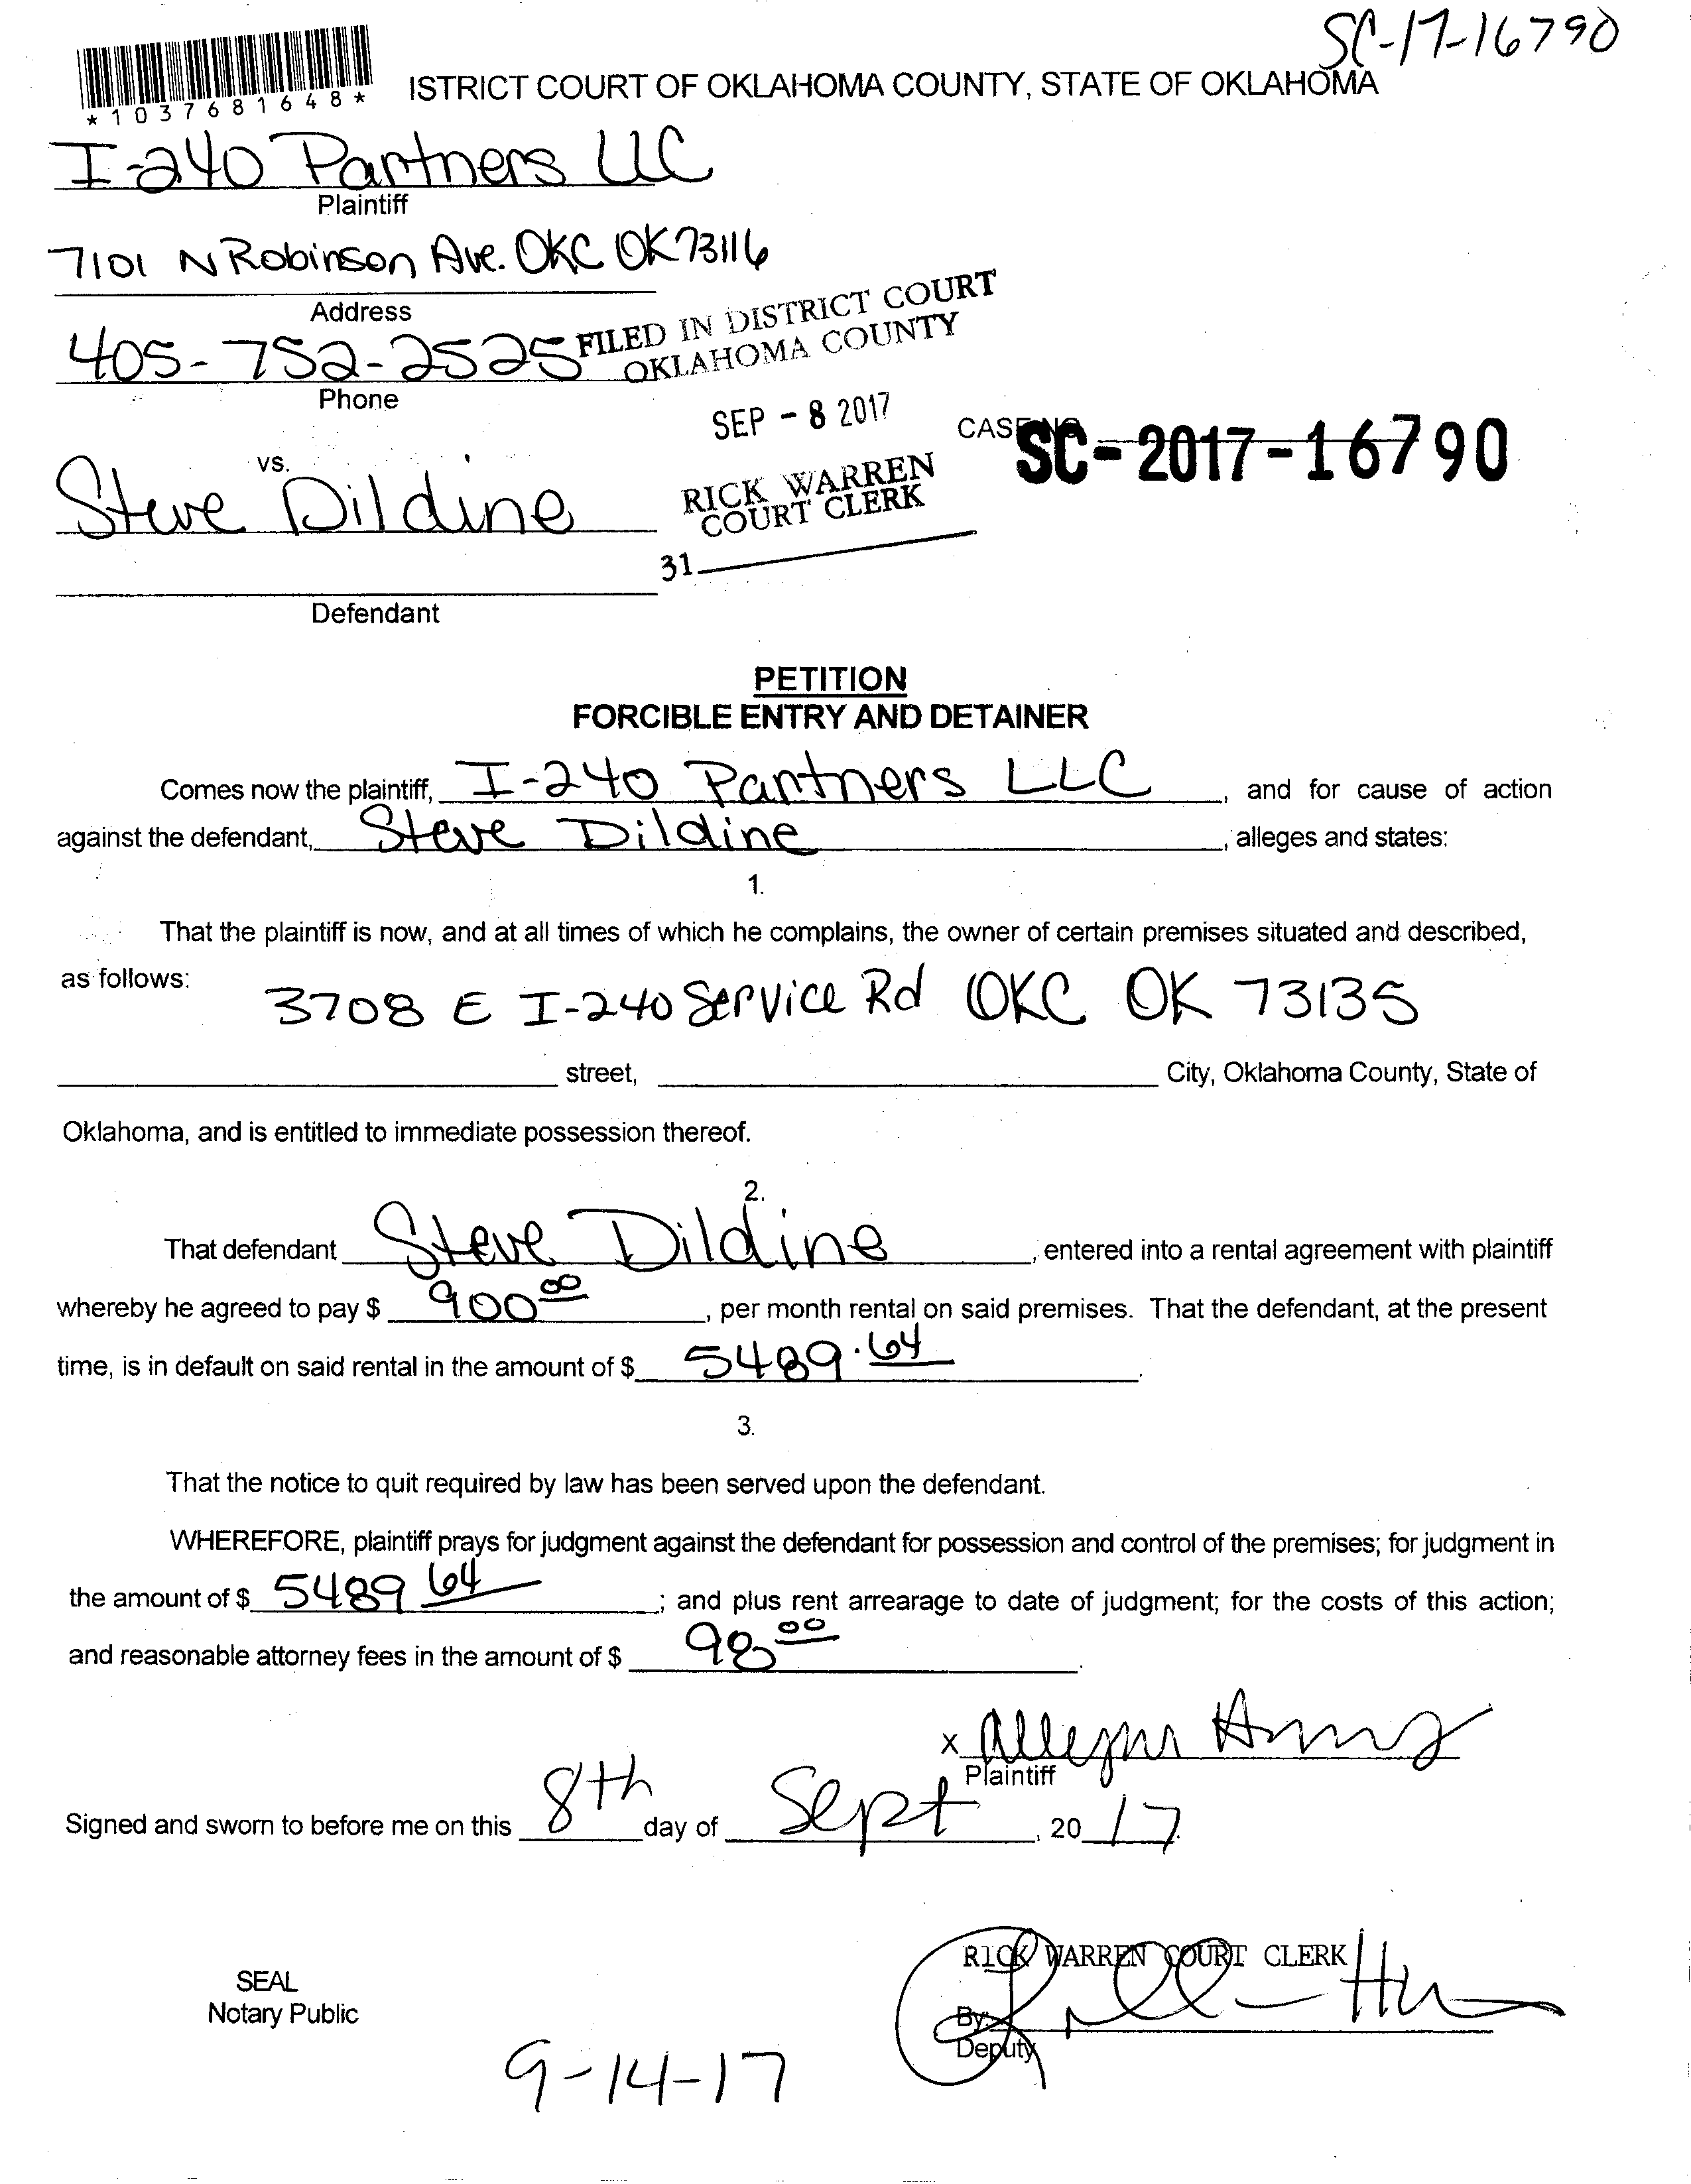 SC-17-16790
*1037681648*
ISTRICT COURT OF OKLAHOMA COUNTY, STATE OF OKLAHOMA
I-240 Partners LLC
Plaintiff
7101 N Robinson Ave. OKC OK 73116
Address
405-752-2525
Phone
FILED IN DISTRICT COURT
OKLAHOMA COUNTY
SEP - 8 2017
RICK WARREN
COURT CLERK
31
CASE NO. SC-2017-16790
vs.
Steve Dildine
Defendant
PETITION
FORCIBLE ENTRY AND DETAINER
Comes now the plaintiff, I-240 Partners LLC, and for cause of action
against the defendant, Steve Dildine, alleges and states:
1.
That the plaintiff is now, and at all times of which he complains, the owner of certain premises situated and described,
as follows:
3708 E I-240 Service Rd OKC OK 73135
street, City, Oklahoma County, State of
Oklahoma, and is entitled to immediate possession thereof.
2.
That defendant Steve Dildine, entered into a rental agreement with plaintiff
whereby he agreed to pay $ 900 00, per month rental on said premises. That the defendant, at the present
time, is in default on said rental in the amount of $ 5489.64.
3.
That the notice to quit required by law has been served upon the defendant.
WHEREFORE, plaintiff prays for judgment against the defendant for possession and control of the premises; for judgment in
the amount of $ 5489 64; and plus rent arrearage to date of judgment; for the costs of this action;
and reasonable attorney fees in the amount of $ 98 00.
x
Plaintiff
Signed and sworn to before me on this 8th day of Sept, 2017.
RICK WARREN COURT CLERK
SEAL
Notary Public
By:
Deputy
9-14-17